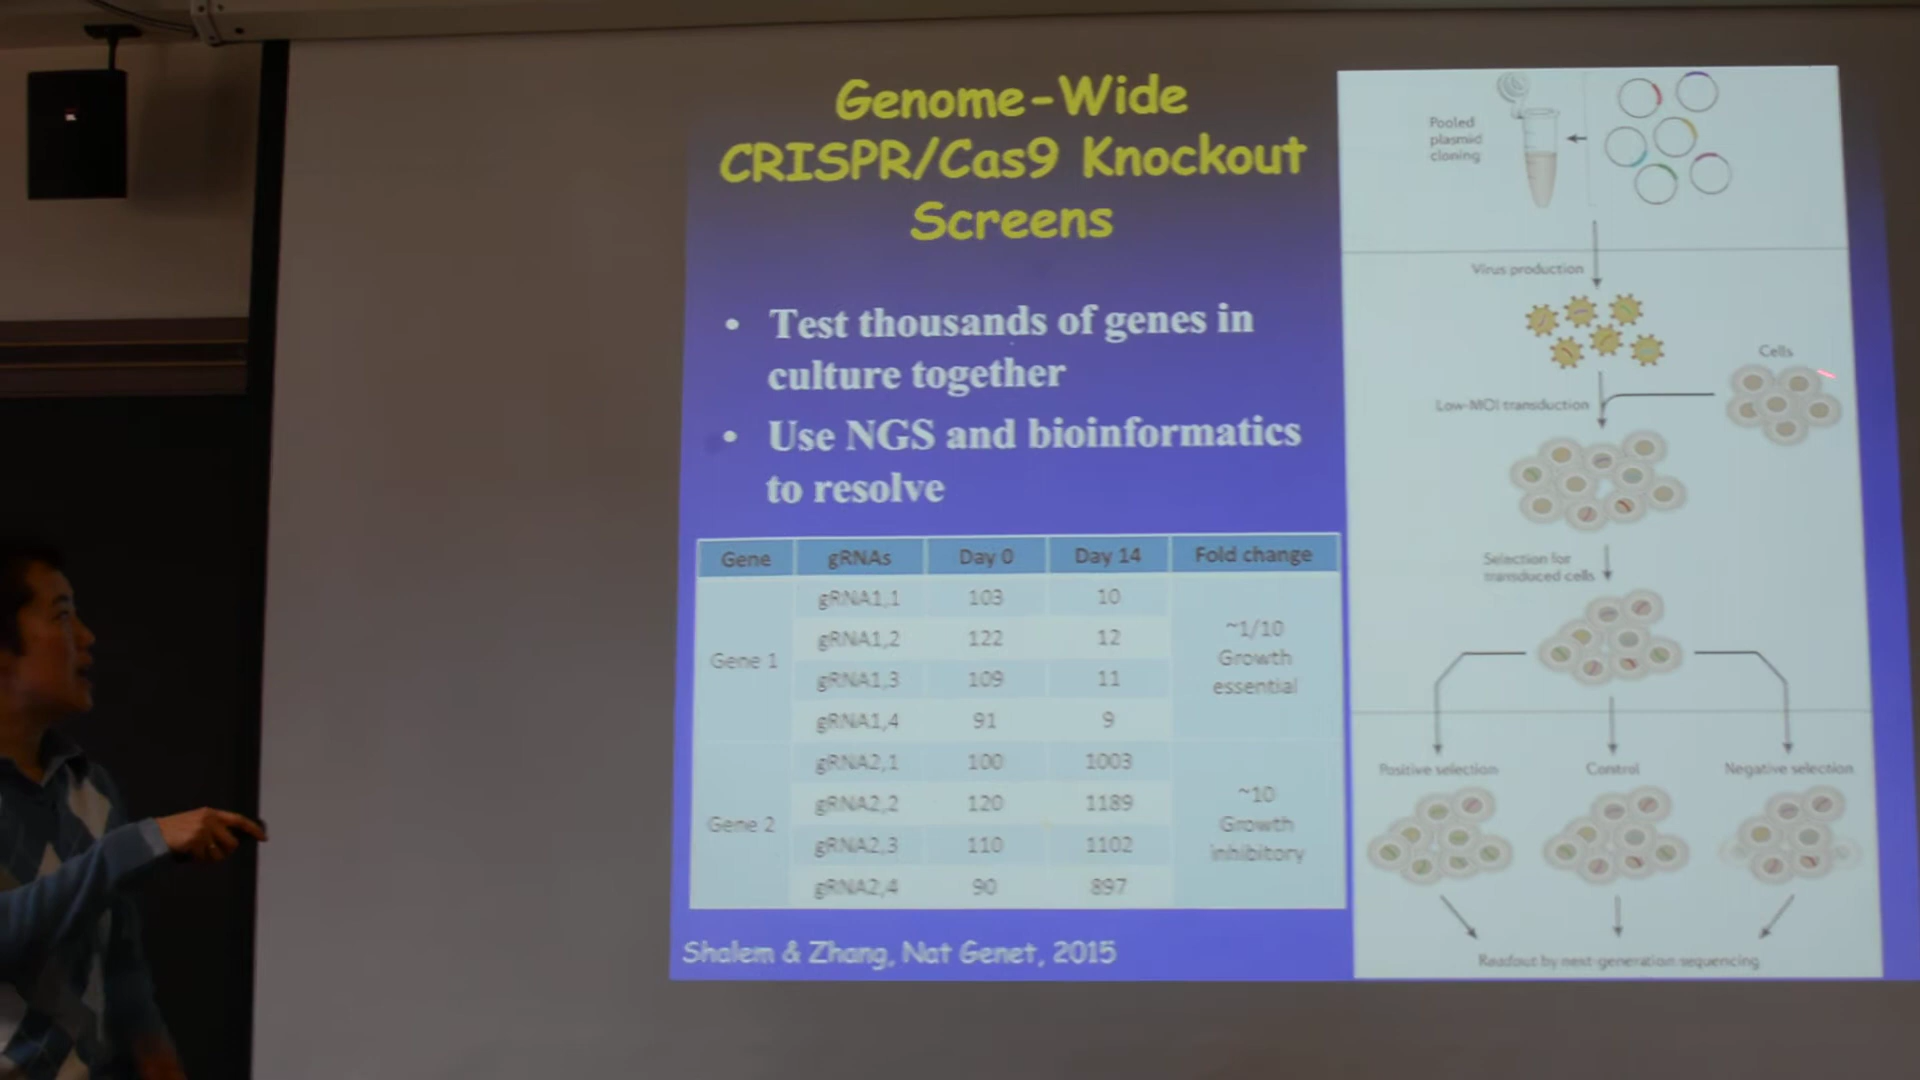 Genome-Wide
CRISPR/Cas9 Knockout
Screens
• Test thousands of genes in
culture together
• Use NGS and bioinformatics
to resolve
Gene gRNAs Day 0 Day 14 Fold change
Gene 1
gRNA1,1 103 10
gRNA1,2 122 12
gRNA1,3 109 11
gRNA1,4 91 9
~1/10
Growth
essential
Gene 2
gRNA2,1 100 1003
gRNA2,2 120 1189
gRNA2,3 110 1102
gRNA2,4 90 897
~10
Growth
inhibitory
Shalem & Zhang, Nat Genet, 2015
Pooled
plasmid
cloning
Virus production
Cells
Low-MOI transduction
Selection for
transduced cells
Positive selection
Control
Negative selection
Readout by next-generation sequencing